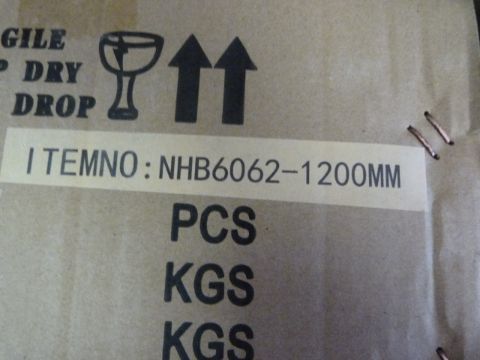 GILE
P DRY
DROP
ITEMNO:NHB6062-1200MM
PCS
KGS
KGS